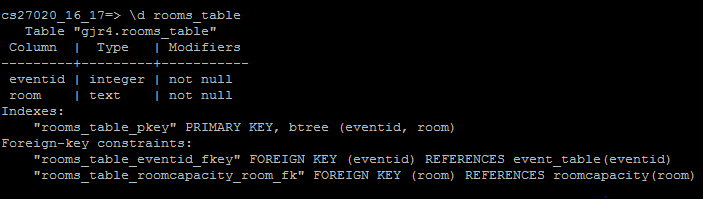 cs27020_16_17=> \d rooms_table
   Table "gjr4.rooms_table"
 Column  |  Type   | Modifiers
---------+---------+-----------
 eventid | integer | not null
 room    | text    | not null
Indexes:
    "rooms_table_pkey" PRIMARY KEY, btree (eventid, room)
Foreign-key constraints:
    "rooms_table_eventid_fkey" FOREIGN KEY (eventid) REFERENCES event_table(eventid)
    "rooms_table_roomcapacity_room_fk" FOREIGN KEY (room) REFERENCES roomcapacity(room)